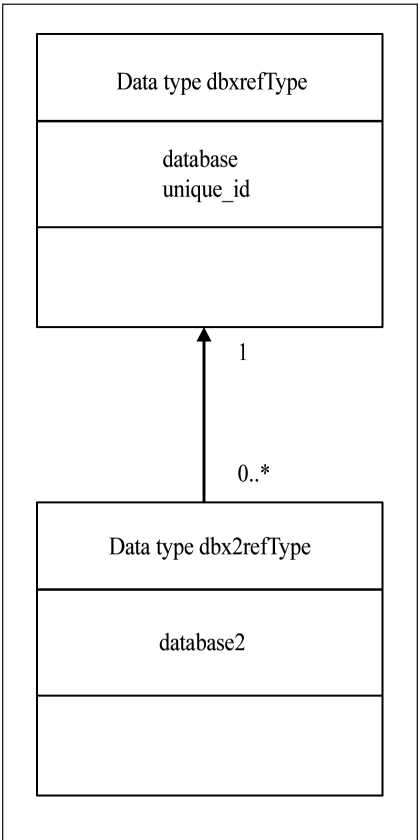 Data type dbxrefType
database
unique_id
1
0..*
Data type dbx2refType
database2